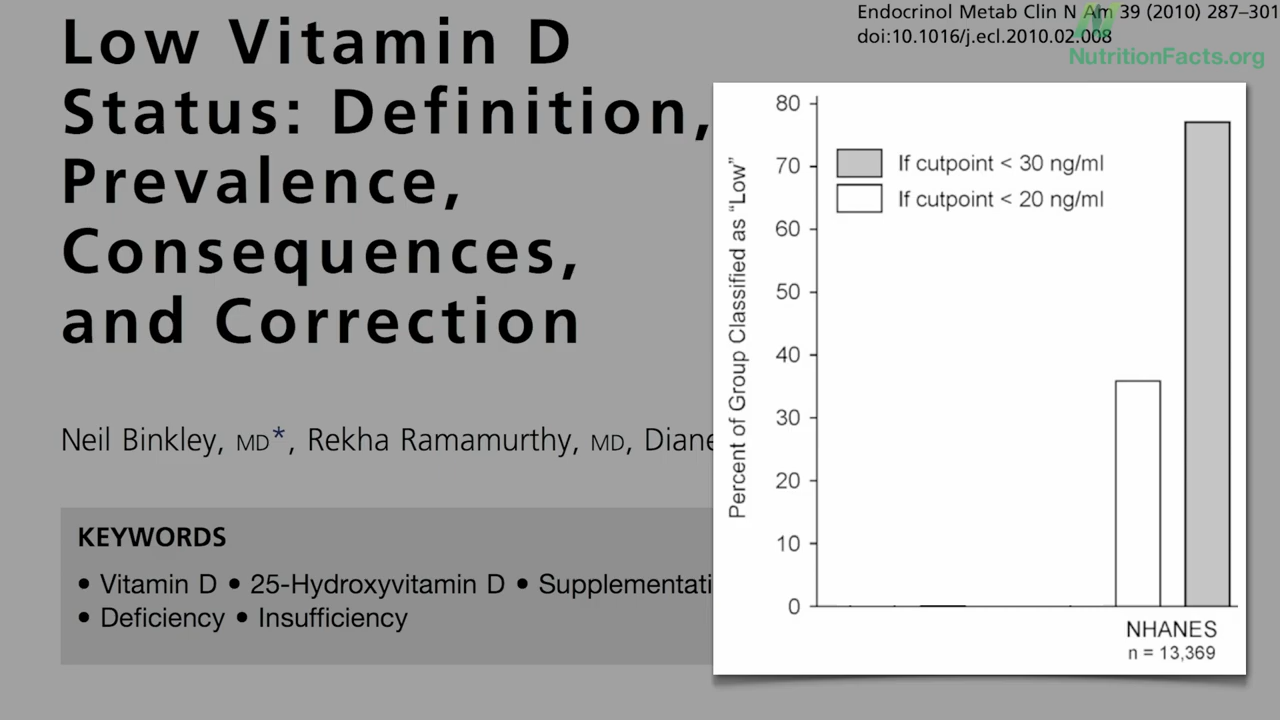 Low Vitamin D
Status: Definition,
Prevalence,
Consequences,
and Correction
Endocrinol Metab Clin N Am 39 (2010) 287–301
doi:10.1016/j.ecl.2010.02.008
NutritionFacts.org
Neil Binkley, MD*, Rekha Ramamurthy, MD, Diane
KEYWORDS
• Vitamin D • 25-Hydroxyvitamin D • Supplementati
• Deficiency • Insufficiency
Percent of Group Classified as “Low”
80
70
60
50
40
30
20
10
0
If cutpoint < 30 ng/ml
If cutpoint < 20 ng/ml
NHANES
n = 13,369